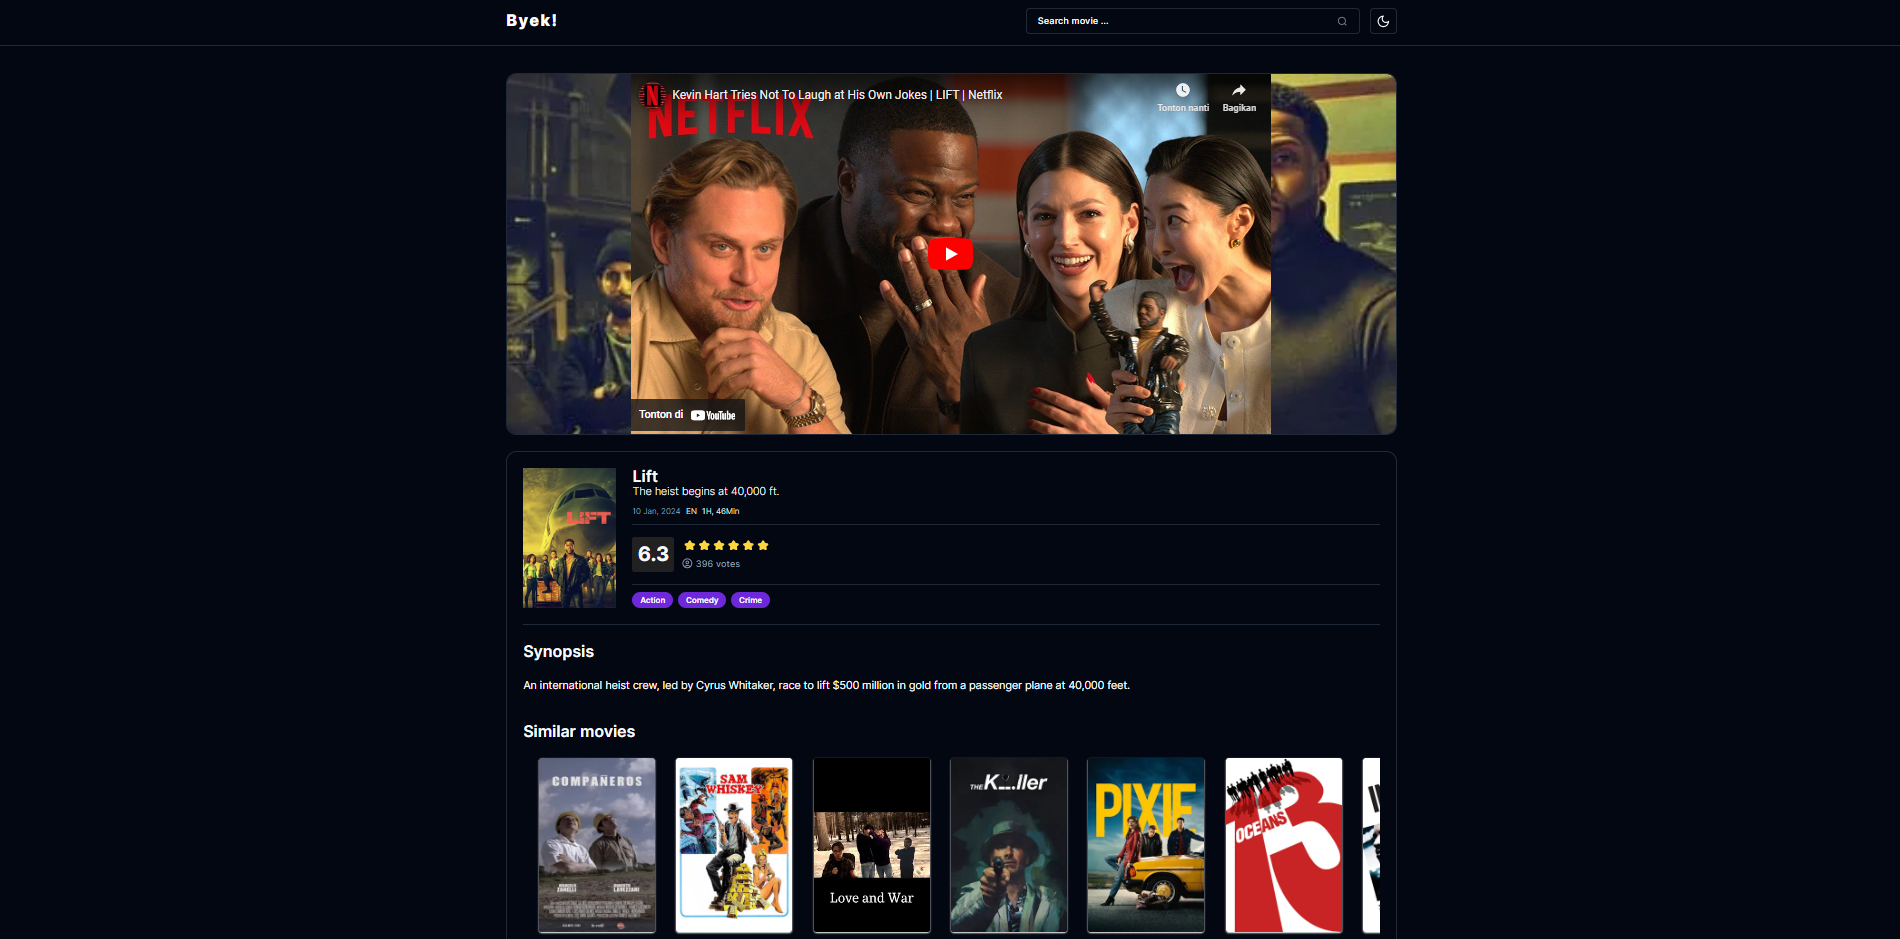 Byek!
Search movie ...
Kevin Hart Tries Not To Laugh at His Own Jokes | LIFT | Netflix
Tonton nanti
Bagikan
NETFLIX
Tonton di YouTube
LIFT
Lift
The heist begins at 40,000 ft.
10 Jan, 2024 EN 1H, 46Min
6.3
396 votes
Action Comedy Crime
Synopsis
An international heist crew, led by Cyrus Whitaker, race to lift $500 million in gold from a passenger plane at 40,000 feet.
Similar movies
COMPAÑEROS
SAM
WHISKEY
Love and War
THE K...ller
PIXIE
OCEANS